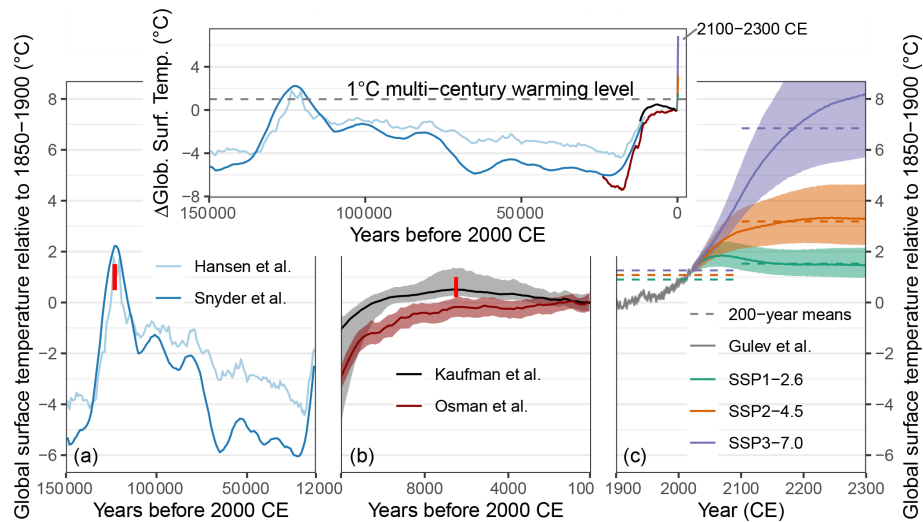 ΔGlob. Surf. Temp. (°C)
4
0
−4
−8
1°C multi−century warming level
2100−2300 CE
150000
100000
50000
0
Years before 2000 CE
Global surface temperature relative to 1850−1900 (°C)
8
6
4
2
0
−2
−4
−6
Hansen et al.
Snyder et al.
(a)
150000
100000
50000
12000
Years before 2000 CE
Kaufman et al.
Osman et al.
(b)
8000
4000
100
Years before 2000 CE
200−year means
Gulev et al.
SSP1−2.6
SSP2−4.5
SSP3−7.0
(c)
1900
2000
2100
2200
2300
Year (CE)
8
6
4
2
0
−2
−4
−6
Global surface temperature relative to 1850−1900 (°C)